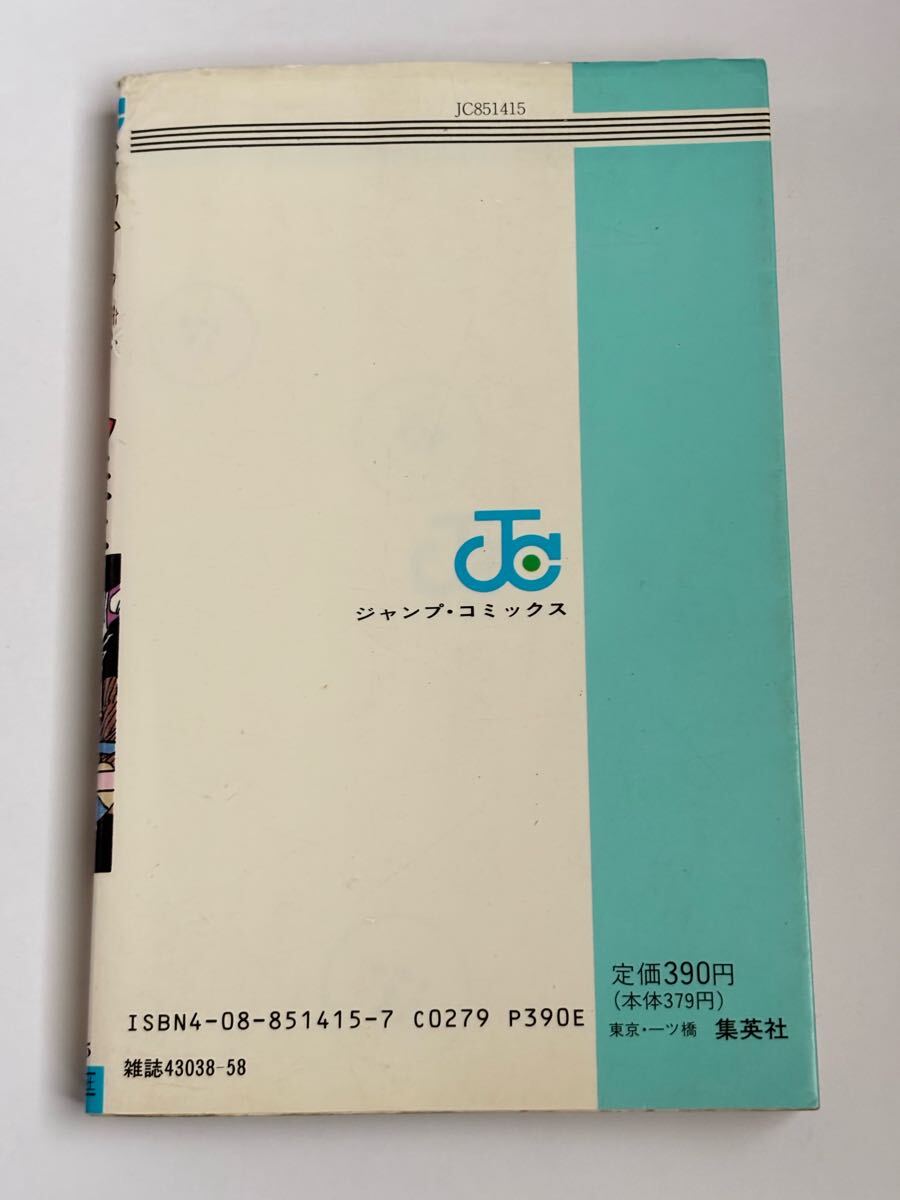 JC851415
JC
ジャンプ・コミックス
定価390円
(本体379円)
東京・一ツ橋 集英社
ISBN4-08-851415-7 C0279 P390E
雑誌43038-58